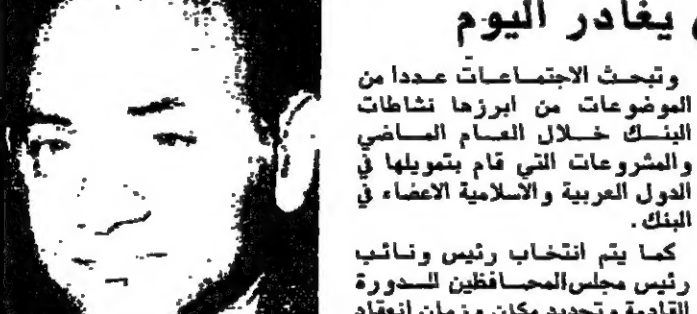 يغادر اليوم
وتبحث الاجتماعات عددا من
الموضوعات من ابرزها نشاطات
البنك خلال العام الماضي
والمشروعات التي قام بتمويلها في
الدول العربية والاسلامية الاعضاء في
البنك .
كما يتم انتخاب رئيس ونائب
رئيس مجلس المحافظين للدورة
القادمة وتحديد مكان وزمان انعقاد